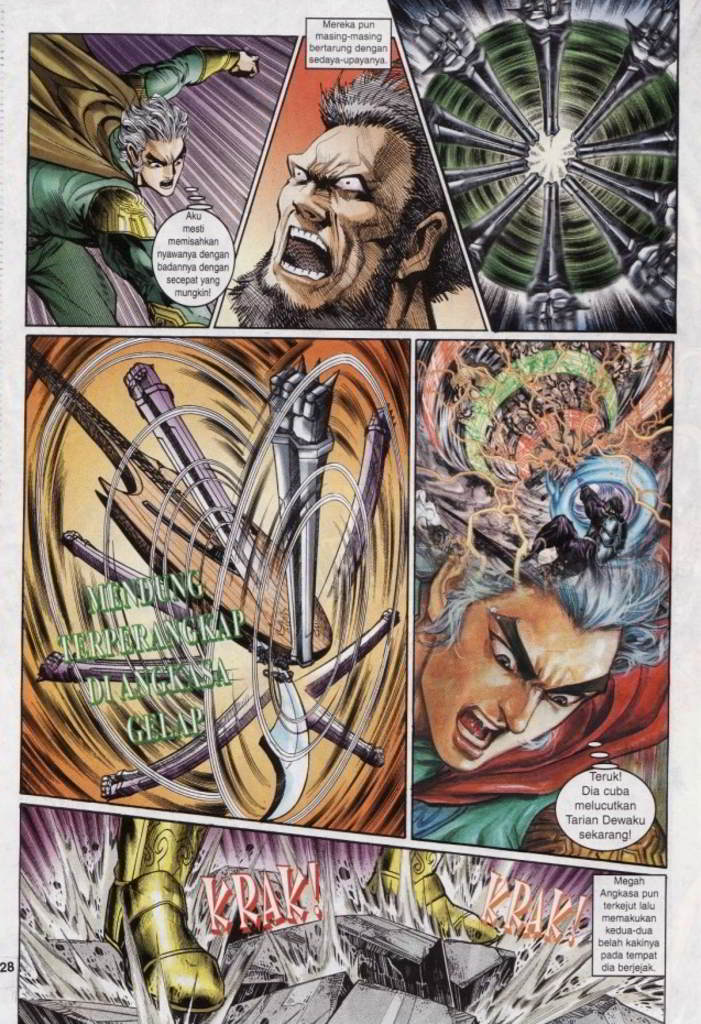 Mereka pun
masing-masing
bertarung dengan
sedaya-upayanya.
Aku
mesti
memisahkan
nyawanya dengan
badannya dengan
secepat yang
mungkin!
MENDUNG
TERPERANGKAP
DI ANGKASA
GELAP
Teruk!
Dia cuba
melucutkan
Tarian Dewaku
sekarang!
KRAK!
KRAK!
Megah
Angkasa pun
terkejut lalu
memakukan
kedua-dua
belah kakinya
pada tempat
dia berjejak.
28